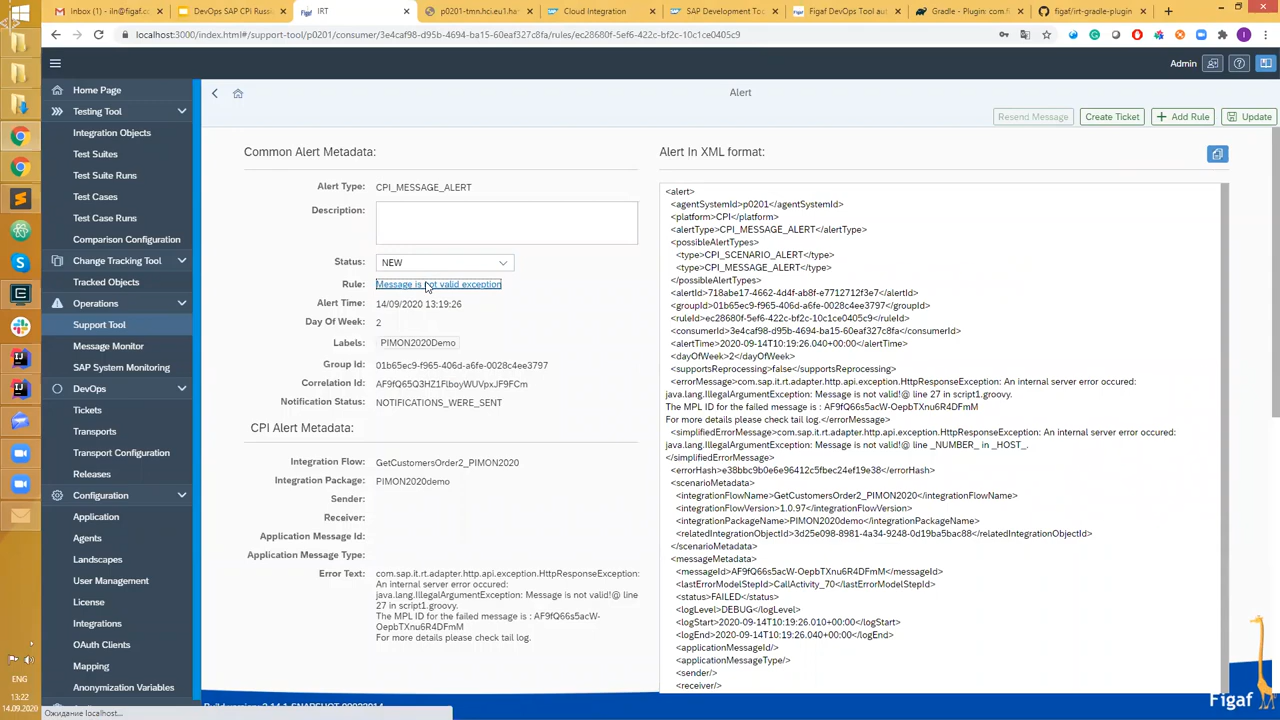 Inbox (1) - iiln@figaf.c
DevOps SAP CPI Russi
IRT
p0201-tmn.hci.eu1.ha
Cloud Integration
SAP Development Too
Figaf DevOps Tool aut
Gradle - Plugin: com.f
figaf/irt-gradle-plugin
localhost:3000/index.html#/support-tool/p0201/consumer/3e4caf98-d95b-4694-ba15-60eaf327c8fa/rules/ec28680f-5ef6-422c-bf2c-10c1cec0405c9
Admin
Home Page
Testing Tool
Integration Objects
Test Suites
Test Suite Runs
Test Cases
Test Case Runs
Comparison Configuration
Change Tracking Tool
Tracked Objects
Operations
Support Tool
Message Monitor
SAP System Monitoring
DevOps
Tickets
Transports
Transport Configuration
Releases
Configuration
Application
Agents
Landscapes
User Management
License
Integrations
OAuth Clients
Mapping
Anonymization Variables
Alert
Resend Message
Create Ticket
Add Rule
Update
Common Alert Metadata:
Alert Type: CPI_MESSAGE_ALERT
Description:
Status: NEW
Rule: Message is not valid exception
Alert Time: 14/09/2020 13:19:26
Day Of Week: 2
Labels: PIMON2020Demo
Group Id: 01b65ec9-f965-406d-a6fe-0028c4ee3797
Correlation Id: AF9fQ65Q3HZ1FlboyWUVpxJF9FCm
Notification Status: NOTIFICATIONS_WERE_SENT
CPI Alert Metadata:
Integration Flow: GetCustomersOrder2_PIMON2020
Integration Package: PIMON2020demo
Sender:
Receiver:
Application Message Id:
Application Message Type:
Error Text: com.sap.it.rt.adapter.http.api.exception.HttpResponseException:
An internal server error occured:
java.lang.IllegalArgumentException: Message is not valid!@ line
27 in script1.groovy.
The MPL ID for the failed message is : AF9fQ66s5acW-
OepbTXnu6R4DFmM
For more details please check tail log.
Alert In XML format:
<alert>
<agentSystemId>p0201</agentSystemId>
<platform>CPI</platform>
<alertType>CPI_MESSAGE_ALERT</alertType>
<possibleAlertTypes>
<type>CPI_SCENARIO_ALERT</type>
<type>CPI_MESSAGE_ALERT</type>
</possibleAlertTypes>
<alertId>718abe17-4662-4d4f-ab8f-e7712712f3e7</alertId>
<groupId>01b65ec9-f965-406d-a6fe-0028c4ee3797</groupId>
<ruleId>ec28680f-5ef6-422c-bf2c-10c1ce0405c9</ruleId>
<consumerId>3e4caf98-d95b-4694-ba15-60eaf327c8fa</consumerId>
<alertTime>2020-09-14T10:19:26.040+00:00</alertTime>
<dayOfWeek>2</dayOfWeek>
<supportsReprocessing>false</supportsReprocessing>
<errorMessage>com.sap.it.rt.adapter.http.api.exception.HttpResponseException: An internal server error occured:
java.lang.IllegalArgumentException: Message is not valid!@ line 27 in script1.groovy.
The MPL ID for the failed message is : AF9fQ66s5acW-OepbTXnu6R4DFmM
For more details please check tail log.</errorMessage>
<simplifiedErrorMessage>com.sap.it.rt.adapter.http.api.exception.HttpResponseException: An internal server error occured:
java.lang.IllegalArgumentException: Message is not valid!@ line _NUMBER_ in _HOST_.
</simplifiedErrorMessage>
<errorHash>e38bbc9b0e6e96412c5fbec24ef19e38</errorHash>
<scenarioMetadata>
<integrationFlowName>GetCustomersOrder2_PIMON2020</integrationFlowName>
<integrationFlowVersion>1.0.97</integrationFlowVersion>
<integrationPackageName>PIMON2020demo</integrationPackageName>
<relatedIntegrationObjectId>3d25e098-8981-4a34-9248-0d19ba5bac88</relatedIntegrationObjectId>
</scenarioMetadata>
<messageMetadata>
<messageId>AF9fQ66s5acW-OepbTXnu6R4DFmM</messageId>
<lastErrorModelStepId>CallActivity_70</lastErrorModelStepId>
<status>FAILED</status>
<logLevel>DEBUG</logLevel>
<logStart>2020-09-14T10:19:26.010+00:00</logStart>
<logEnd>2020-09-14T10:19:26.040+00:00</logEnd>
<applicationMessageId/>
<applicationMessageType/>
<sender/>
<receiver/>
Figaf
ENG
13:22
14.09.2020
Ожидание localhost...